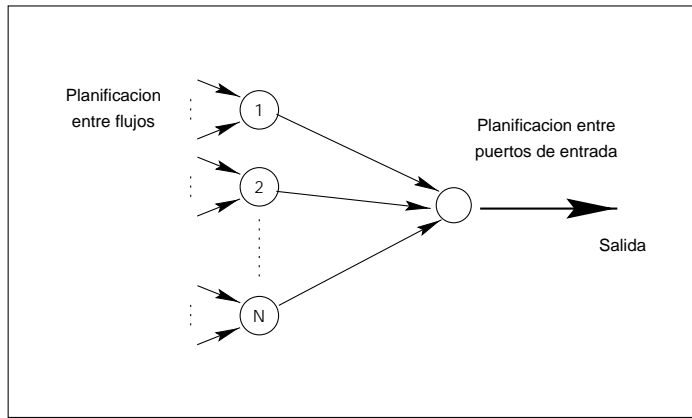 Planificacion
entre flujos
1
2
N
Planificacion entre
puertos de entrada
Salida